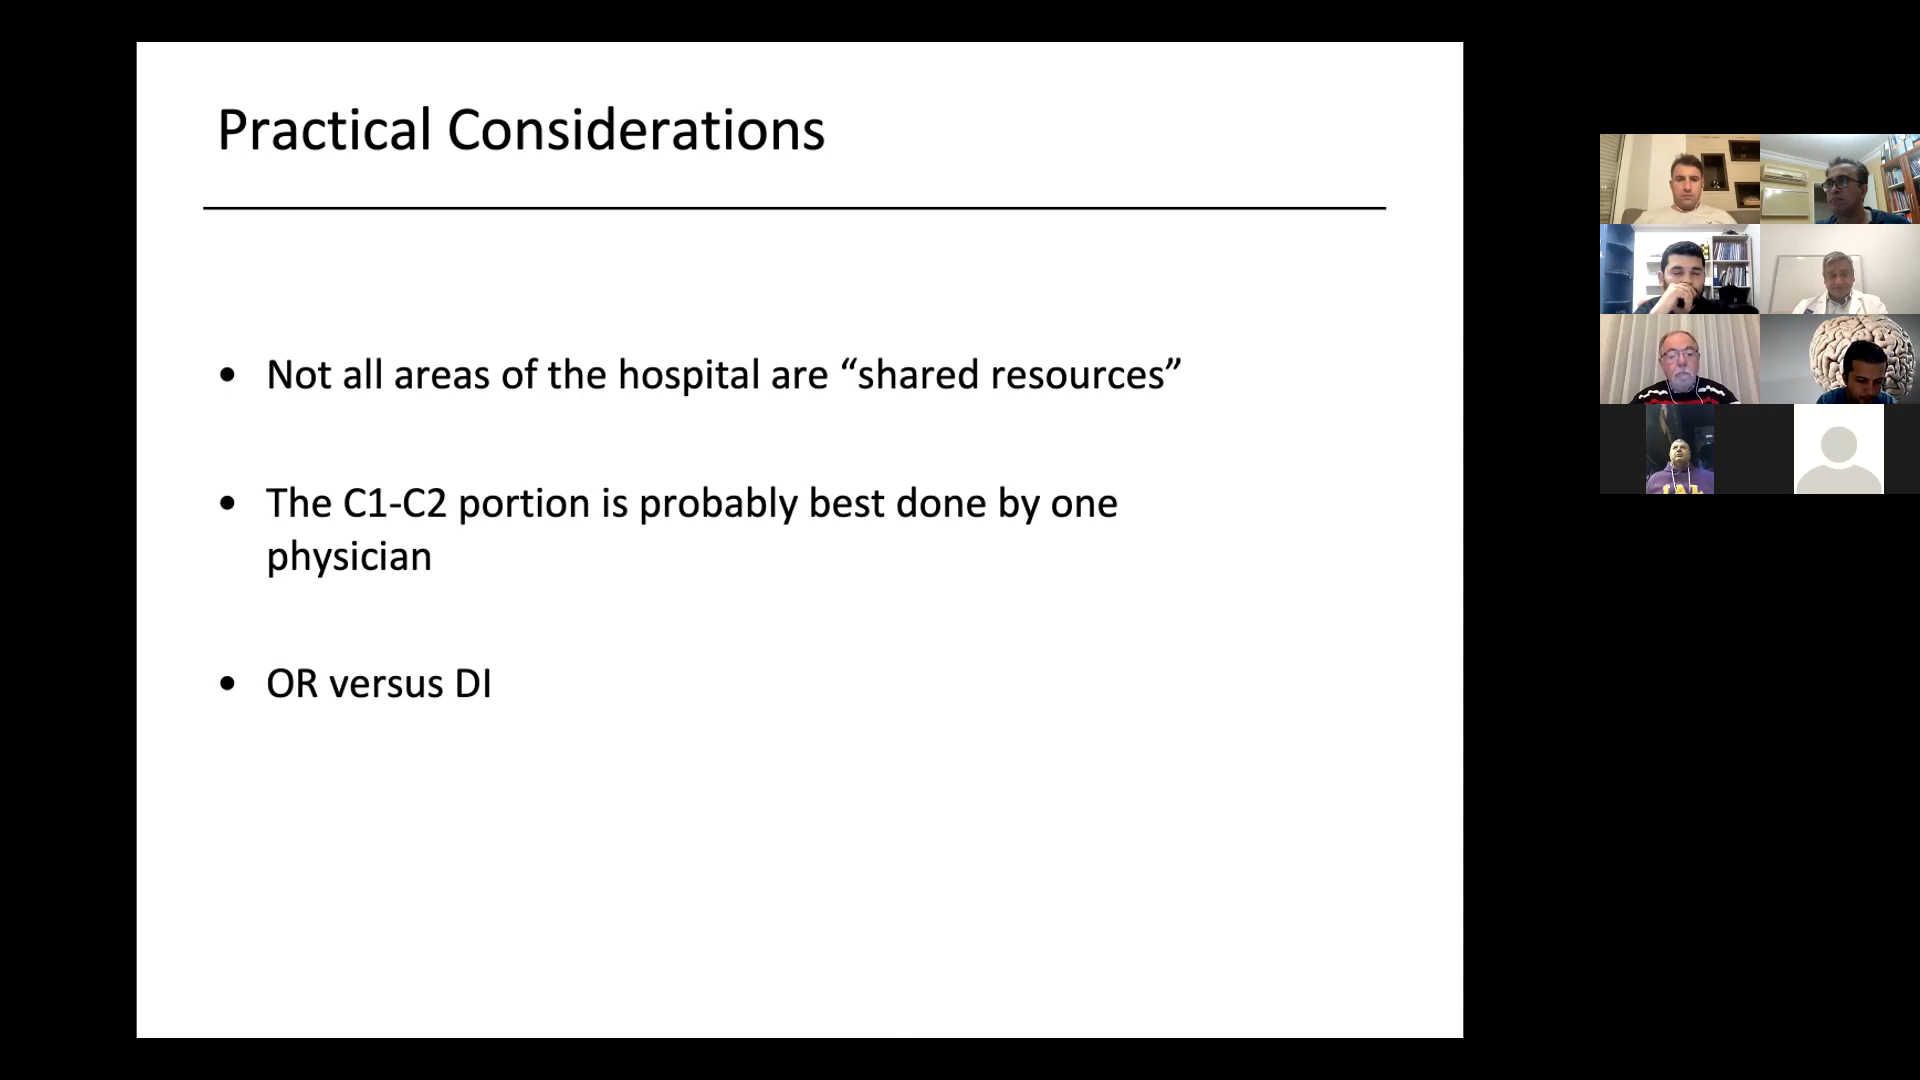 Practical Considerations
• Not all areas of the hospital are “shared resources”
• The C1-C2 portion is probably best done by one
physician
• OR versus DI